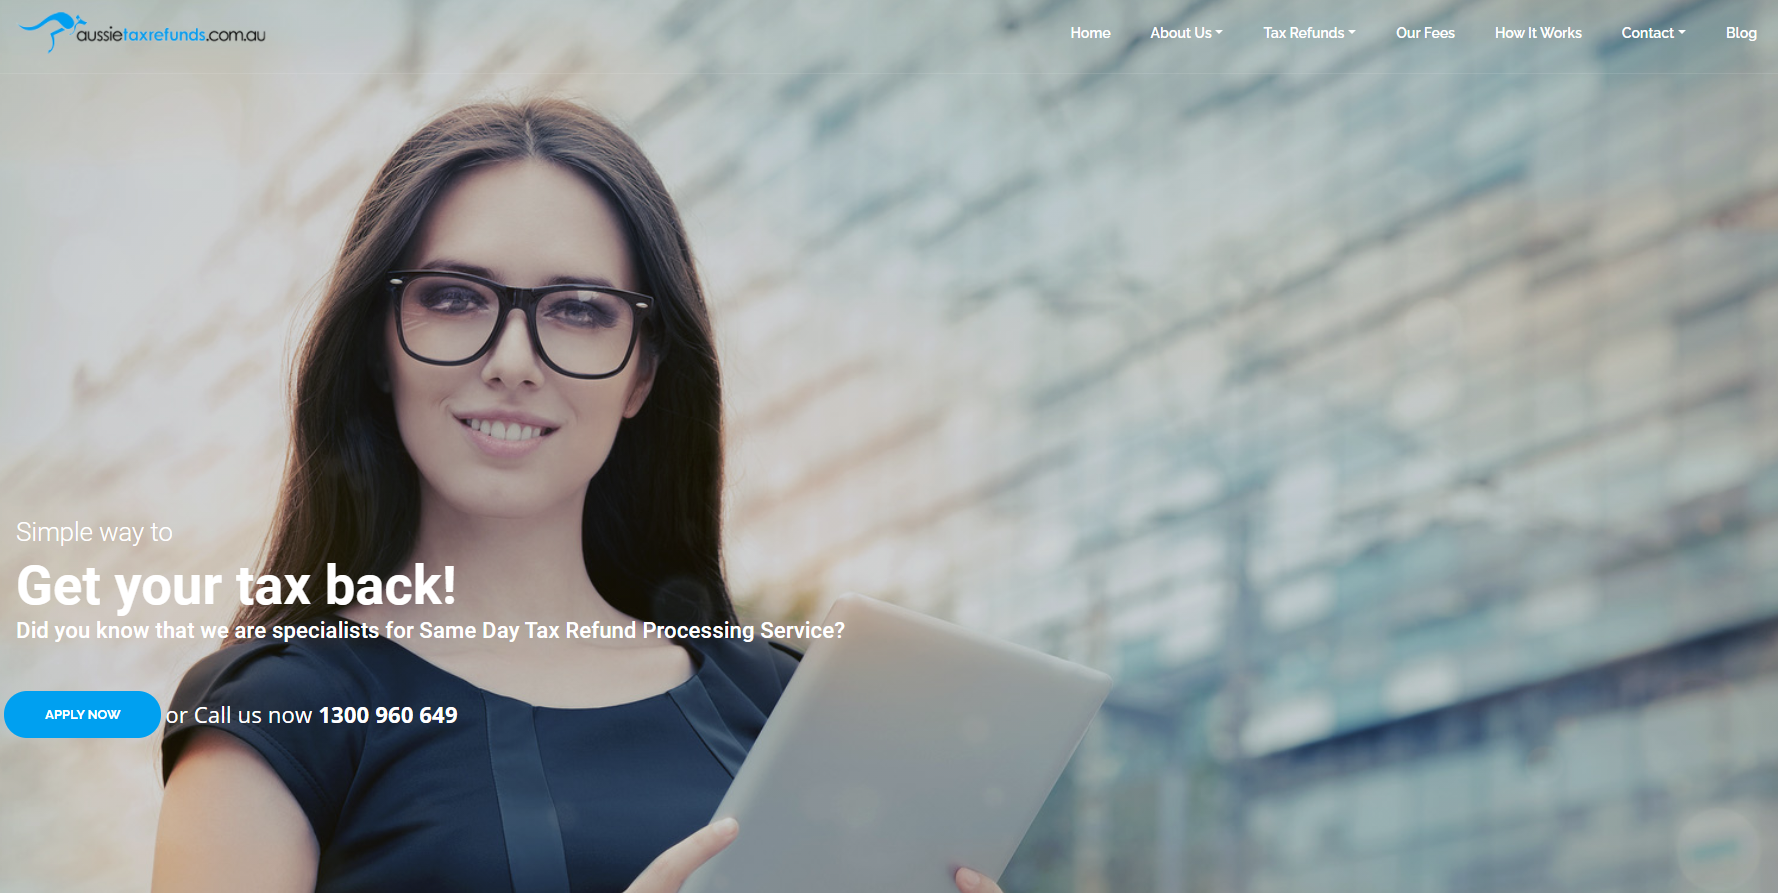 aussietaxrefunds.com.au
Home About Us Tax Refunds Our Fees How It Works Contact Blog
Simple way to
Get your tax back!
Did you know that we are specialists for Same Day Tax Refund Processing Service?
APPLY NOW or Call us now 1300 960 649